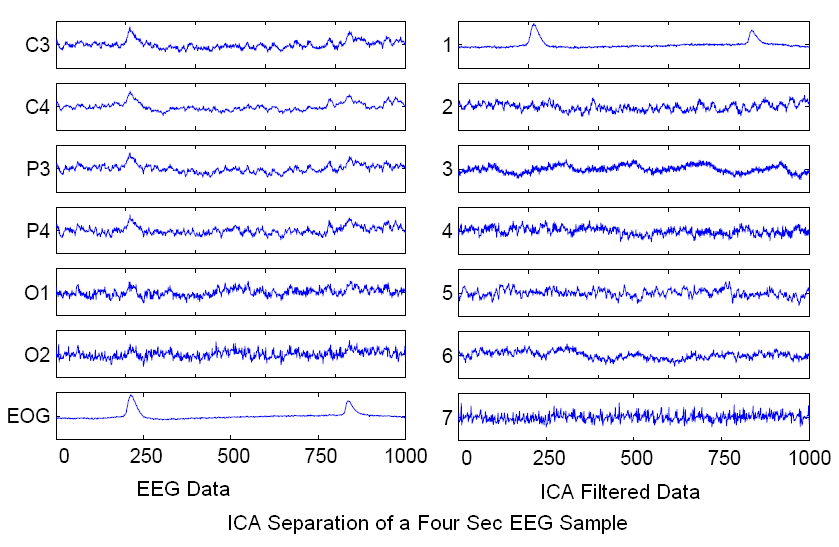 C3
C4
P3
P4
O1
O2
EOG
0 250 500 750 1000
EEG Data
1
2
3
4
5
6
7
0 250 500 750 1000
ICA Filtered Data
ICA Separation of a Four Sec EEG Sample